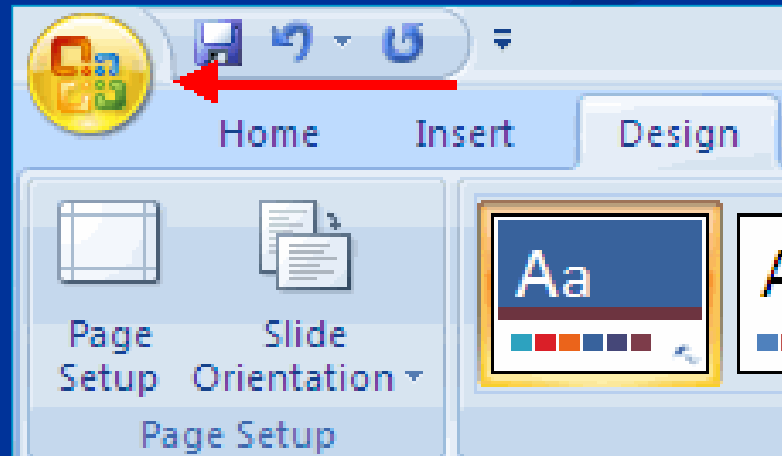 Home Insert Design
Aa A
Page Slide
Setup Orientation
Page Setup